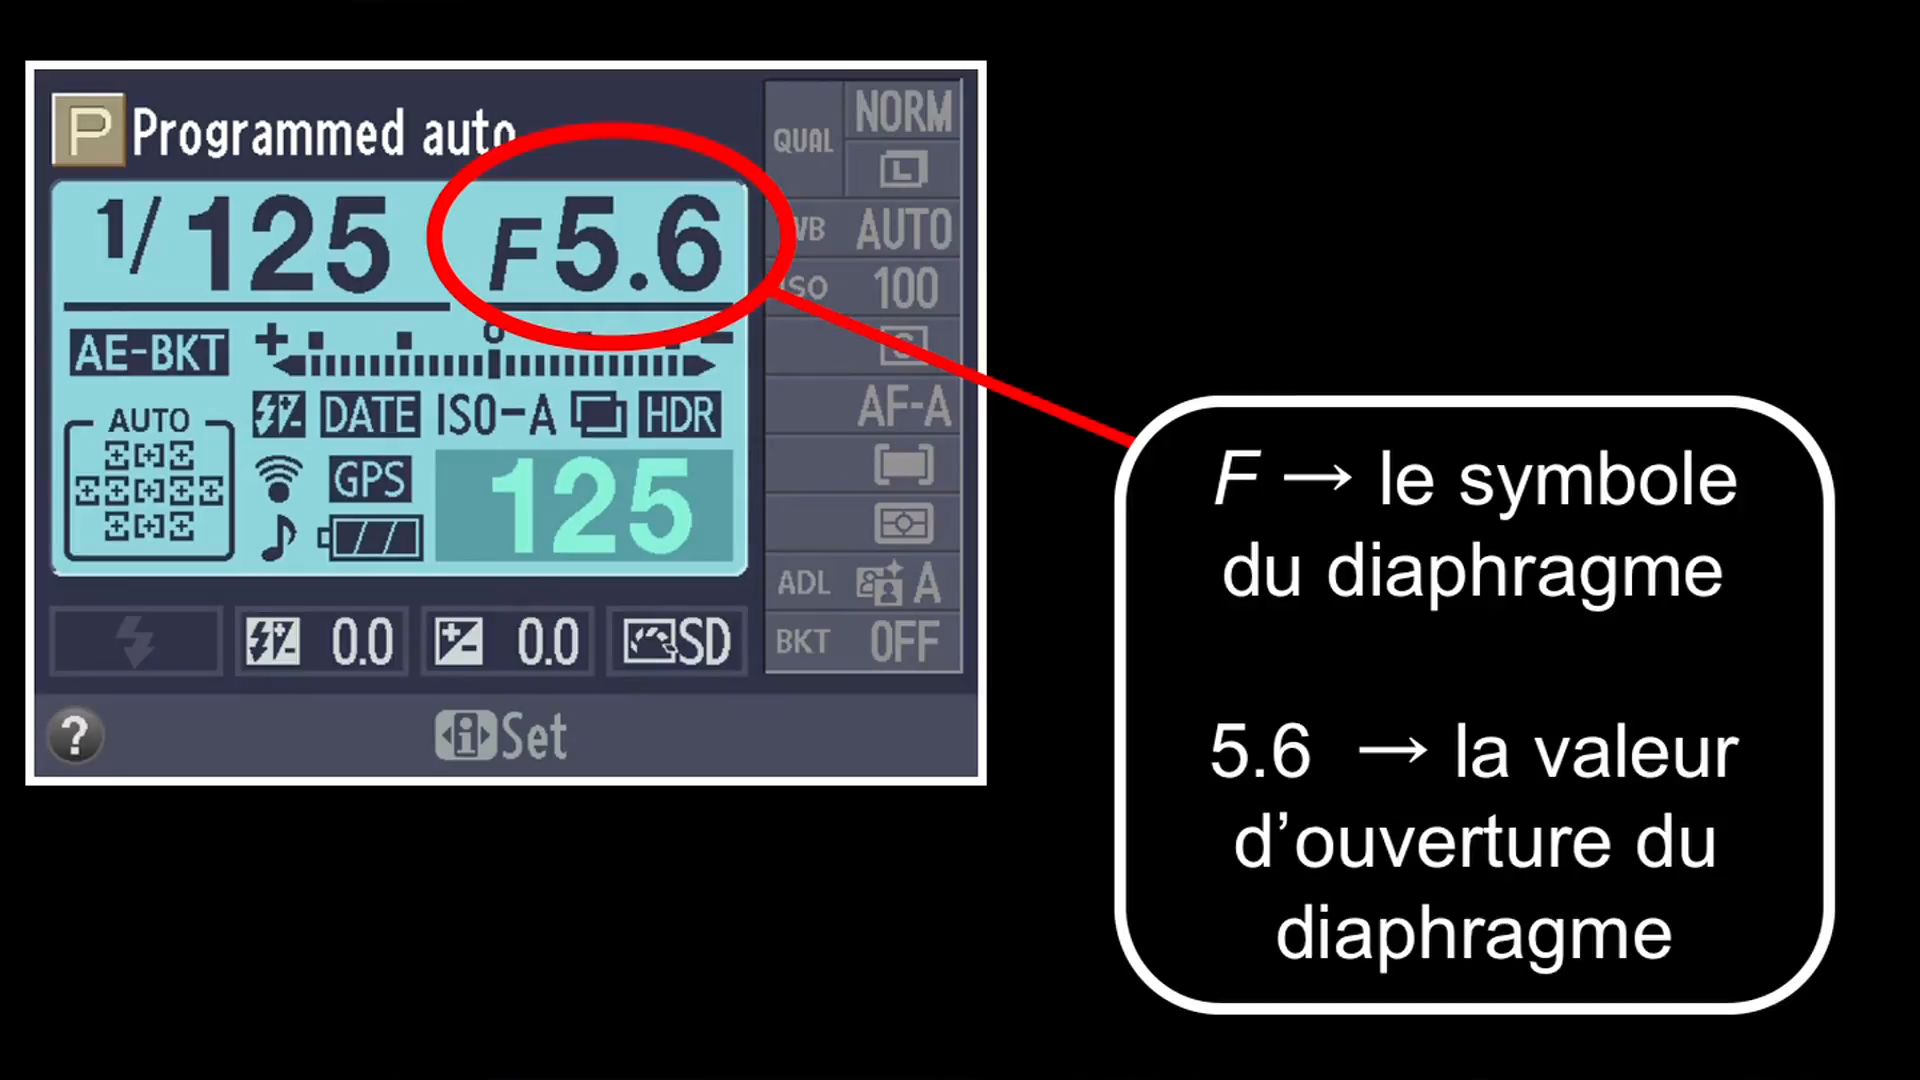 P Programmed auto
1/125 F5.6
AE-BKT + 0 -
AUTO
DATE ISO-A HDR
GPS 125
0.0 0.0 SD
? i Set
QUAL NORM
L
WB AUTO
ISO 100
C
AF-A
ADL A
BKT OFF
F → le symbole
du diaphragme
5.6 → la valeur
d’ouverture du
diaphragme